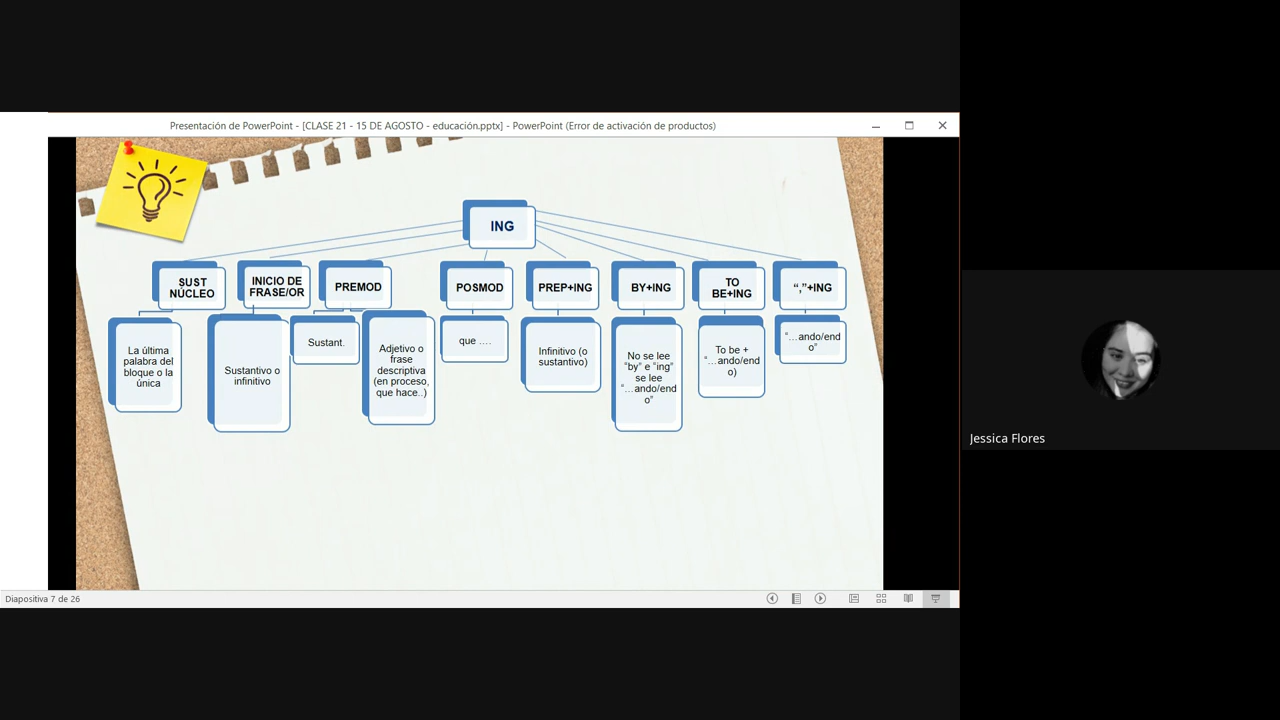 Presentación de PowerPoint - [CLASE 21 - 15 DE AGOSTO - educación.pptx] - PowerPoint (Error de activación de productos)
ING
SUST
NÚCLEO
INICIO DE
FRASE/OR
PREMOD
POSMOD
PREP+ING
BY+ING
TO
BE+ING
“,”+ING
La última
palabra del
bloque o la
única
Sustantivo o
infinitivo
Sustant.
Adjetivo o
frase
descriptiva
(en proceso,
que hace..)
que ....
Infinitivo (o
sustantivo)
No se lee
“by” e “ing”
se lee
“...ando/end
o”
To be +
“...ando/end
o)
“...ando/end
o”
Jessica Flores
Diapositiva 7 de 26